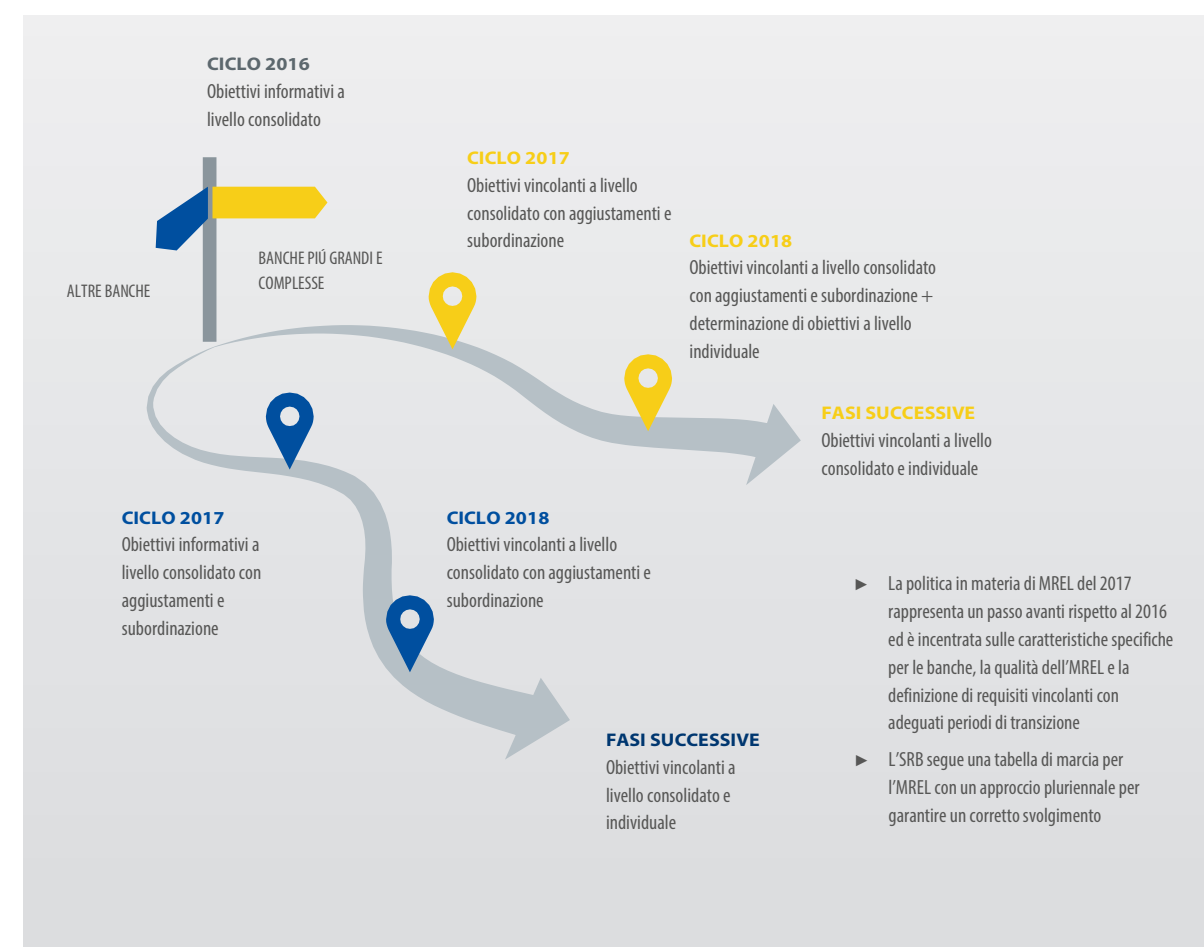 CICLO 2016
Obiettivi informativi a
livello consolidato
CICLO 2017
Obiettivi vincolanti a livello
consolidato con aggiustamenti e
subordinazione
CICLO 2018
Obiettivi vincolanti a livello consolidato
con aggiustamenti e subordinazione +
determinazione di obiettivi a livello
individuale
BANCHE PIÚ GRANDI E
COMPLESSE
ALTRE BANCHE
FASI SUCCESSIVE
Obiettivi vincolanti a livello
consolidato e individuale
CICLO 2017
Obiettivi informativi a
livello consolidato con
aggiustamenti e
subordinazione
CICLO 2018
Obiettivi vincolanti a livello
consolidato con aggiustamenti e
subordinazione
FASI SUCCESSIVE
Obiettivi vincolanti a
livello consolidato e
individuale
► La politica in materia di MREL del 2017
rappresenta un passo avanti rispetto al 2016
ed è incentrata sulle caratteristiche specifiche
per le banche, la qualità dell’MREL e la
definizione di requisiti vincolanti con
adeguati periodi di transizione
► L’SRB segue una tabella di marcia per
l’MREL con un approccio pluriennale per
garantire un corretto svolgimento